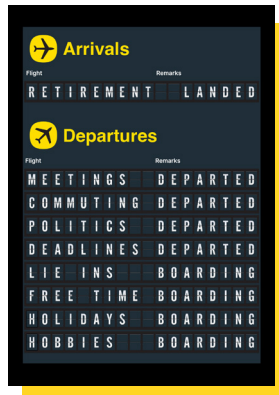 Arrivals
Flight Remarks
RETIREMENT LANDED
Departures
Flight Remarks
MEETINGS DEPARTED
COMMUTING DEPARTED
POLITICS DEPARTED
DEADLINES DEPARTED
LIE INS BOARDING
FREE TIME BOARDING
HOLIDAYS BOARDING
HOBBIES BOARDING